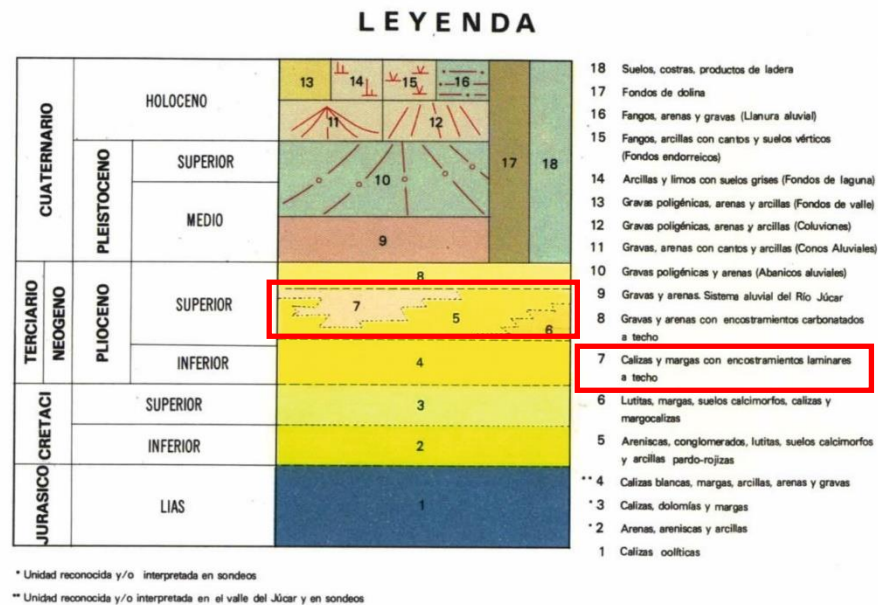 LEYENDA
CUATERNARIO
HOLOCENO
PLEISTOCENO
SUPERIOR
MEDIO
TERCIARIO
NEOGENO
PLIOCENO
SUPERIOR
INFERIOR
CRETACI
SUPERIOR
INFERIOR
JURASICO
LIAS
13 14 15 16
11 12
17 18
10
9
8
7
5
6
4
3
2
1
18 Suelos, costras, productos de ladera
17 Fondos de dolina
16 Fangos, arenas y gravas (Llanura aluvial)
15 Fangos, arcillas con cantos y suelos vérticos
(Fondos endorreicos)
14 Arcillas y limos con suelos grises (Fondos de laguna)
13 Gravas poligénicas, arenas y arcillas (Fondos de valle)
12 Gravas poligénicas, arenas y arcillas (Coluviones)
11 Gravas, arenas con cantos y arcillas (Conos Aluviales)
10 Gravas poligénicas y arenas (Abanicos aluviales)
9 Gravas y arenas. Sistema aluvial del Río Júcar
8 Gravas y arenas con encostramientos carbonatados
a techo
7 Calizas y margas con encostramientos laminares
a techo
6 Lutitas, margas, suelos calcimorfos, calizas y
margocalizas
5 Areniscas, conglomerados, lutitas, suelos calcimorfos
y arcillas pardo-rojizas
** 4 Calizas blancas, margas, arcillas, arenas y gravas
* 3 Calizas, dolomías y margas
* 2 Arenas, areniscas y arcillas
1 Calizas oolíticas
* Unidad reconocida y/o interpretada en sondeos
** Unidad reconocida y/o interpretada en el valle del Júcar y en sondeos